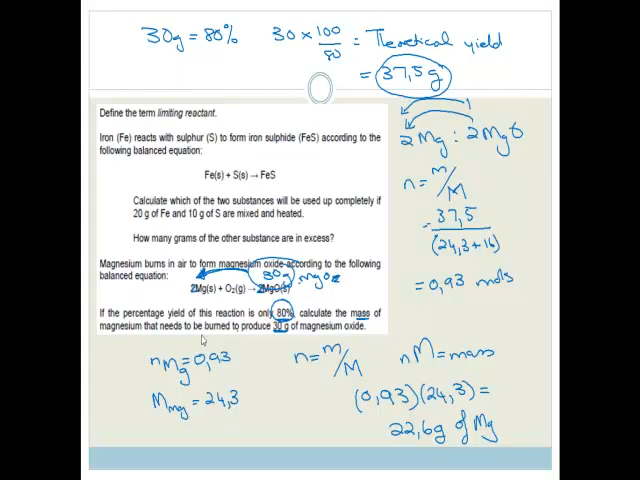 30g = 80% 30 × 100/80 = Theoretical yield
= 37,5 g
Define the term limiting reactant.
Iron (Fe) reacts with sulphur (S) to form iron sulphide (FeS) according to the
following balanced equation:
Fe(s) + S(s) → FeS
Calculate which of the two substances will be used up completely if
20 g of Fe and 10 g of S are mixed and heated.
How many grams of the other substance are in excess?
Magnesium burns in air to form magnesium oxide according to the following
balanced equation:
30g MgO
2Mg(s) + O₂(g) → 2MgO(s)
If the percentage yield of this reaction is only 80%, calculate the mass of
magnesium that needs to be burned to produce 30 g of magnesium oxide.
2Mg : 2MgO
n = m/M
= 37,5/(24,3 + 16)
= 0,93 mols
nMg = 0,93
MMg = 24,3
n = m/M
nM = mass
(0,93)(24,3) =
22,6g of Mg